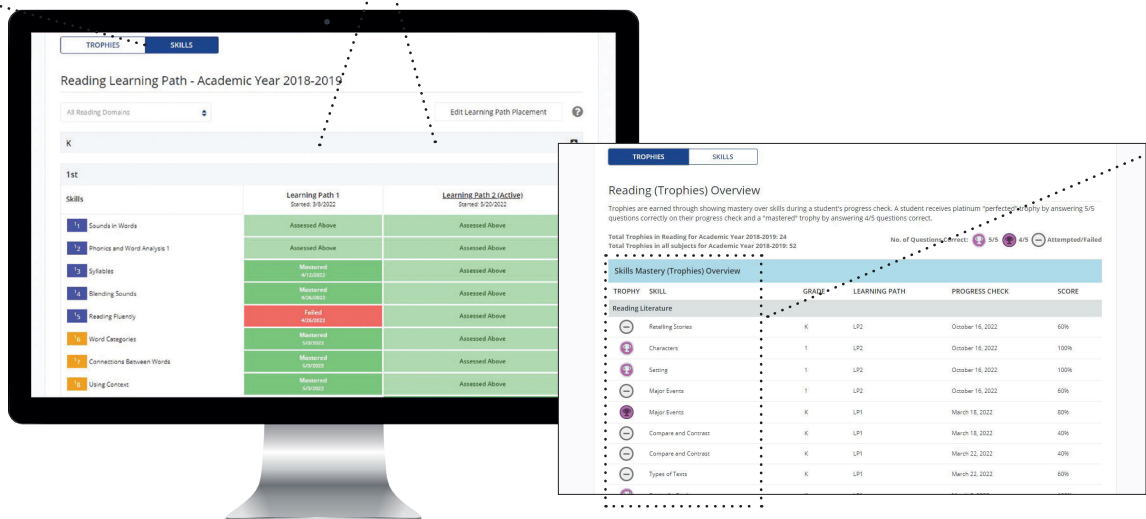 TROPHIES SKILLS
Reading Learning Path - Academic Year 2018-2019
All Reading Domains Edit Learning Path Placement ?
K
1st
Skills Learning Path 1 Learning Path 2 (Active)
Started: 3/8/2022 Started: 5/20/2022
11 Sounds in Words Assessed Above Assessed Above
12 Phonics and Word Analysis 1 Assessed Above Assessed Above
13 Syllables Mastered Assessed Above
4/12/2022
14 Blending Sounds Mastered Assessed Above
4/26/2022
15 Reading Fluently Failed Assessed Above
4/26/2022
16 Word Categories Mastered Assessed Above
5/3/2022
17 Connections Between Words Mastered Assessed Above
5/3/2022
18 Using Context Mastered Assessed Above
5/3/2022
TROPHIES SKILLS
Reading (Trophies) Overview
Trophies are earned through showing mastery over skills during a student's progress check. A student receives platinum "perfected" trophy by answering 5/5
questions correctly on their progress check and a "mastered" trophy by answering 4/5 questions correct.
Total Trophies in Reading for Academic Year 2018-2019: 24
Total Trophies in all subjects for Academic Year 2018-2019: 52
No. of Questions Correct: 5/5 4/5 Attempted/Failed
Skills Mastery (Trophies) Overview
TROPHY SKILL GRADE LEARNING PATH PROGRESS CHECK SCORE
Reading Literature
Retelling Stories K LP2 October 16, 2022 60%
Characters 1 LP2 October 16, 2022 100%
Setting 1 LP2 October 16, 2022 100%
Major Events 1 LP2 October 16, 2022 60%
Major Events K LP1 March 18, 2022 80%
Compare and Contrast K LP1 March 18, 2022 40%
Compare and Contrast K LP1 March 22, 2022 40%
Types of Texts K LP1 March 22, 2022 60%